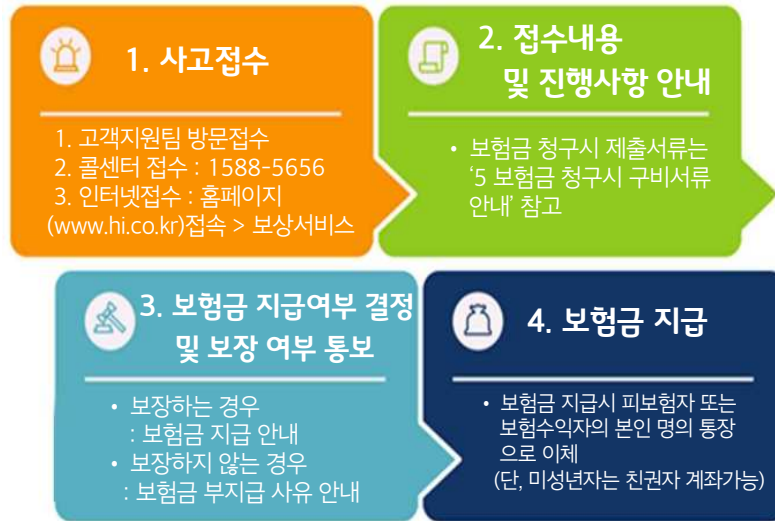 1. 사고접수
1. 고객지원팀 방문접수
2. 콜센터 접수 : 1588-5656
3. 인터넷접수 : 홈페이지
(www.hi.co.kr)접속 > 보상서비스
2. 접수내용
및 진행사항 안내
• 보험금 청구시 제출서류는
‘5 보험금 청구시 구비서류
안내’ 참고
3. 보험금 지급여부 결정
및 보장 여부 통보
• 보장하는 경우
: 보험금 지급 안내
• 보장하지 않는 경우
: 보험금 부지급 사유 안내
4. 보험금 지급
• 보험금 지급시 피보험자 또는
보험수익자의 본인 명의 통장
으로 이체
(단, 미성년자는 친권자 계좌가능)